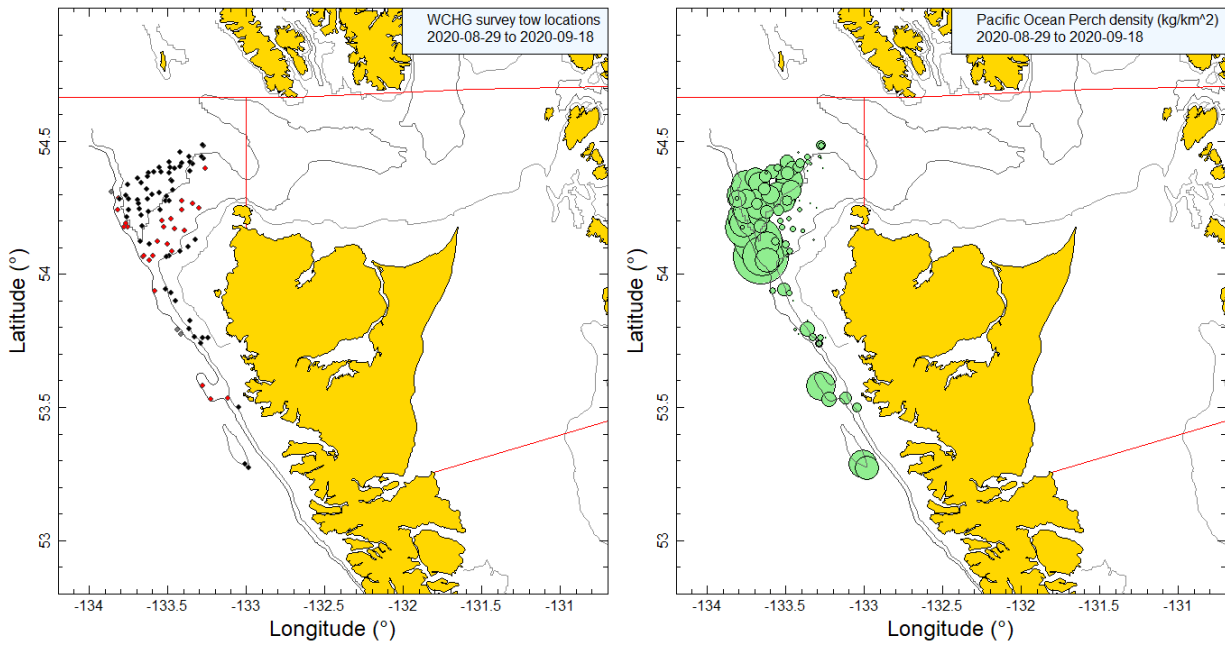 WCHG survey tow locations
2020-08-29 to 2020-09-18
54.5
54
53.5
53
Latitude (°)
-134
-133.5
-133
-132.5
-132
-131.5
-131
Longitude (°)
Pacific Ocean Perch density (kg/km^2)
2020-08-29 to 2020-09-18
54.5
54
53.5
53
Latitude (°)
-134
-133.5
-133
-132.5
-132
-131.5
-131
Longitude (°)